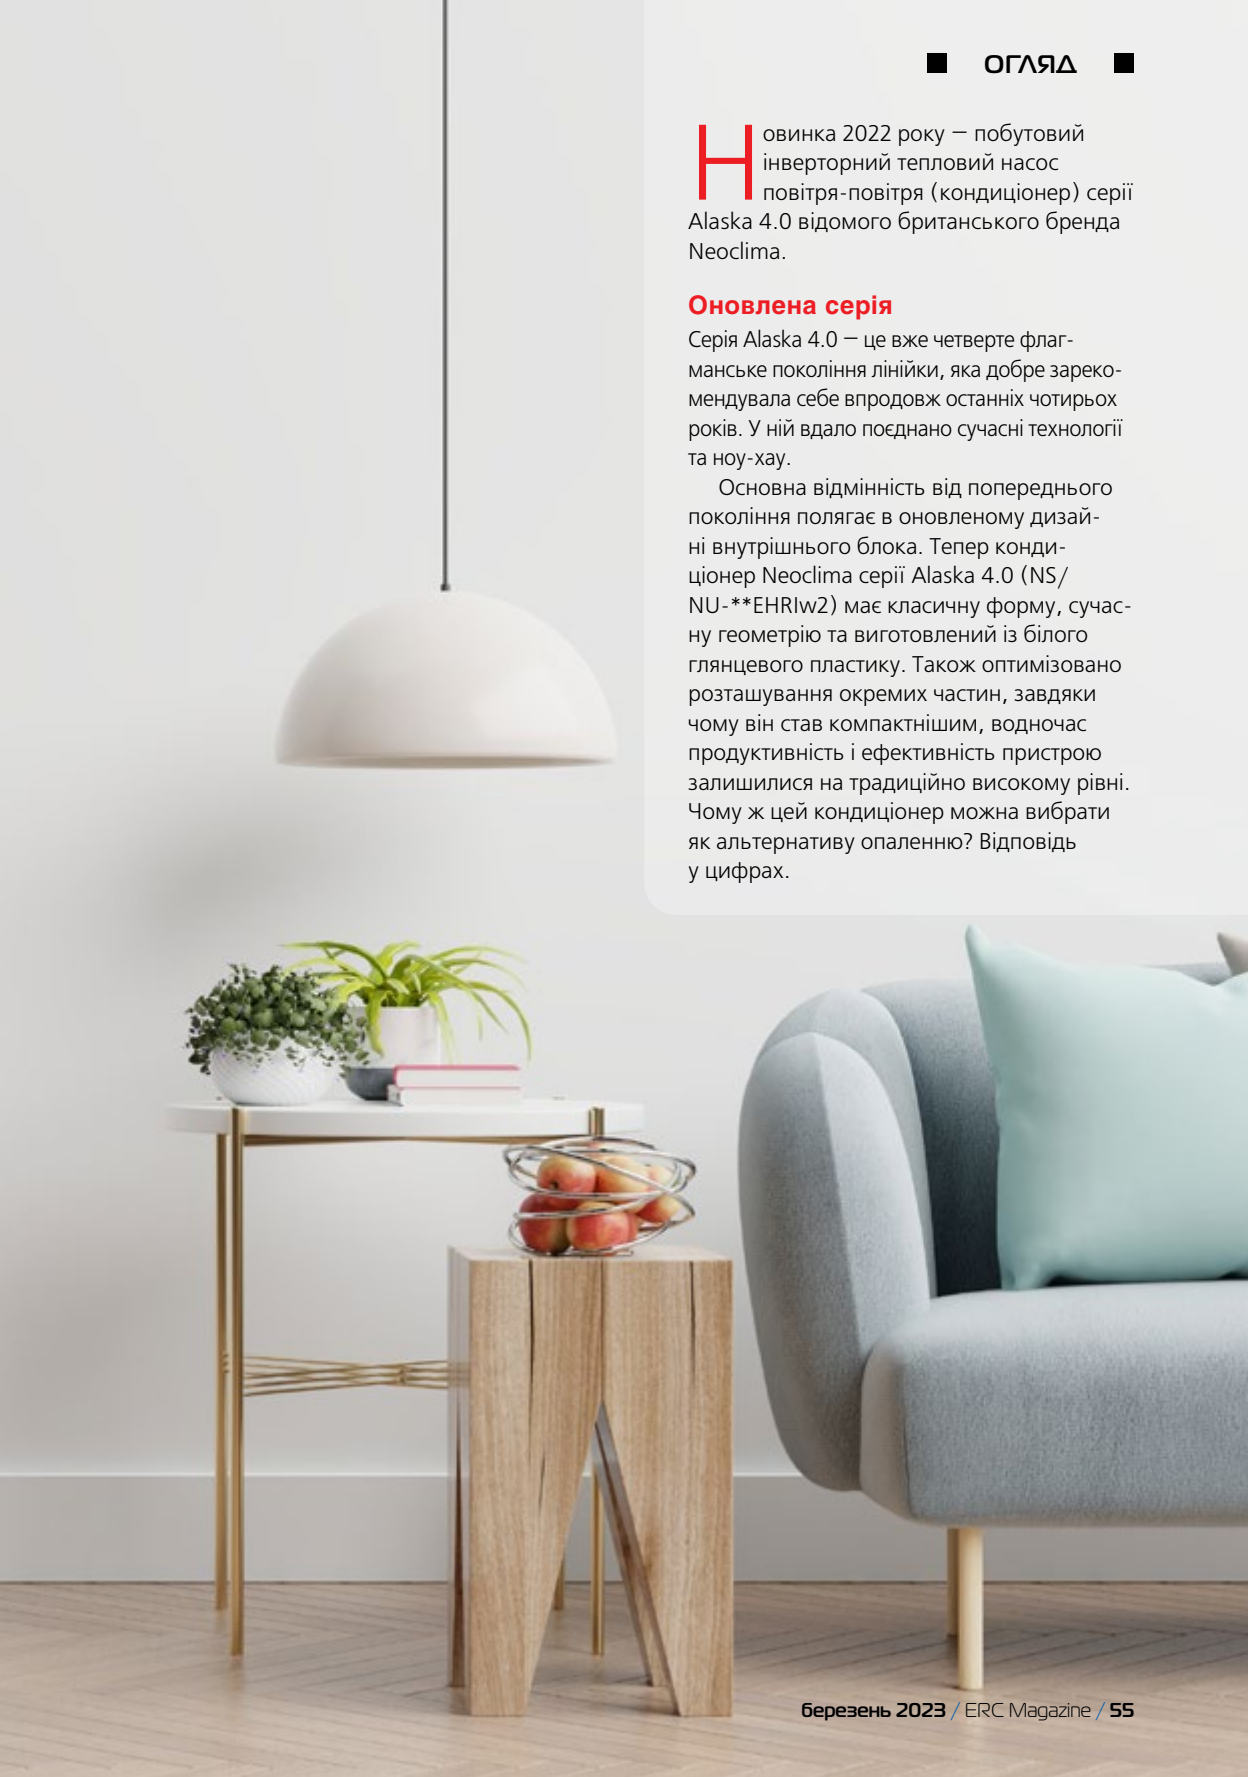 ОГЛЯД
Новинка 2022 року — побутовий
інверторний тепловий насос
повітря-повітря (кондиціонер) серії
Alaska 4.0 відомого британського бренда
Neoclima.
Оновлена серія
Серія Alaska 4.0 — це вже четверте флаг-
манське покоління лінійки, яка добре зареко-
мендувала себе впродовж останніх чотирьох
років. У ній вдало поєднано сучасні технології
та ноу-хау.
Основна відмінність від попереднього
покоління полягає в оновленому дизай-
ні внутрішнього блока. Тепер конди-
ціонер Neoclima серії Alaska 4.0 (NS/
NU-**EHRIw2) має класичну форму, сучас-
ну геометрію та виготовлений із білого
глянцевого пластику. Також оптимізовано
розташування окремих частин, завдяки
чому він став компактнішим, водночас
продуктивність і ефективність пристрою
залишилися на традиційно високому рівні.
Чому ж цей кондиціонер можна вибрати
як альтернативу опаленню? Відповідь
у цифрах.
березень 2023 / ERC Magazine / 55